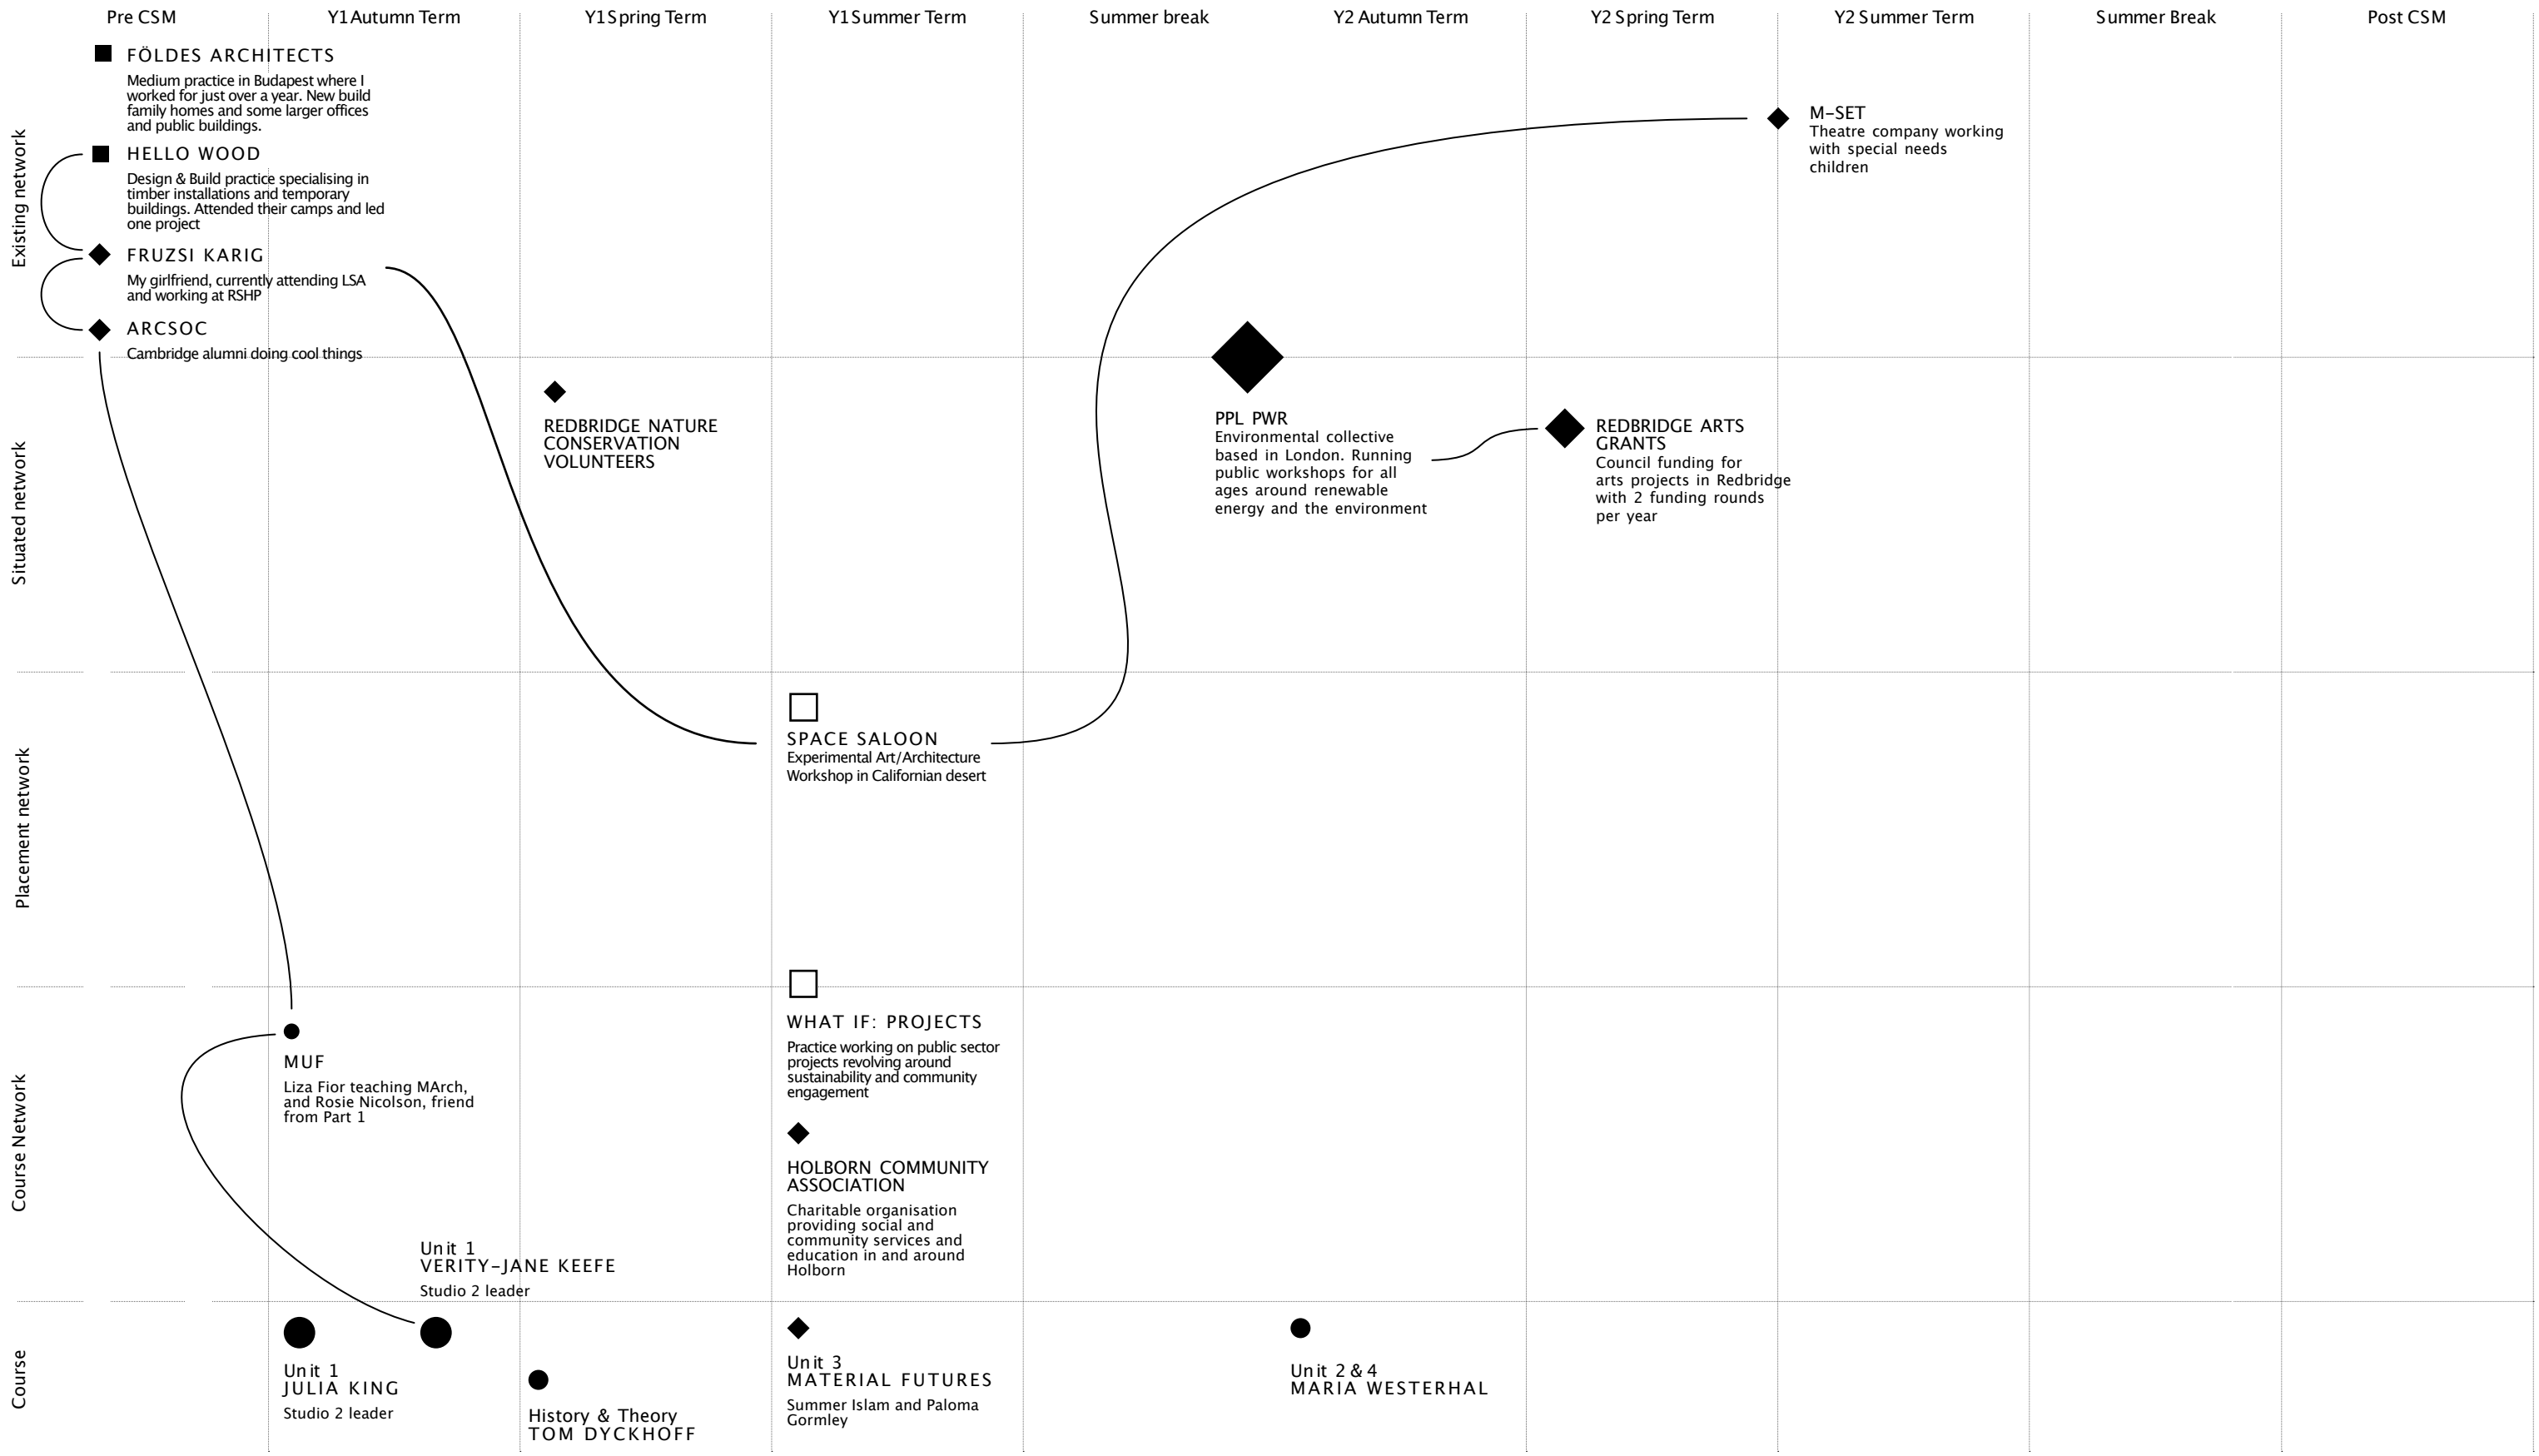 Pre CSM
Y1 Autumn Term
Y1 Spring Term
Y1 Summer Term
Summer break
Y2 Autumn Term
Y2 Spring Term
Y2 Summer Term
Summer Break
Post CSM
Existing network
FÖLDES ARCHITECTS
Medium practice in Budapest where I
worked for just over a year. New build
family homes and some larger offices
and public buildings.
HELLO WOOD
Design & Build practice specialising in
timber installations and temporary
buildings. Attended their camps and led
one project
FRUZSI KARIG
My girlfriend, currently attending LSA
and working at RSHP
ARCSOC
Cambridge alumni doing cool things
M-SET
Theatre company working
with special needs
children
Situated network
REDBRIDGE NATURE
CONSERVATION
VOLUNTEERS
PPL PWR
Environmental collective
based in London. Running
public workshops for all
ages around renewable
energy and the environment
REDBRIDGE ARTS
GRANTS
Council funding for
arts projects in Redbridge
with 2 funding rounds
per year
Placement network
SPACE SALOON
Experimental Art/Architecture
Workshop in Californian desert
Course Network
MUF
Liza Fior teaching MArch,
and Rosie Nicolson, friend
from Part 1
WHAT IF: PROJECTS
Practice working on public sector
projects revolving around
sustainability and community
engagement
HOLBORN COMMUNITY
ASSOCIATION
Charitable organisation
providing social and
community services and
education in and around
Holborn
Unit 1
VERITY-JANE KEEFE
Studio 2 leader
Course
Unit 1
JULIA KING
Studio 2 leader
History & Theory
TOM DYCKHOFF
Unit 3
MATERIAL FUTURES
Summer Islam and Paloma
Gormley
Unit 2 & 4
MARIA WESTERHAL